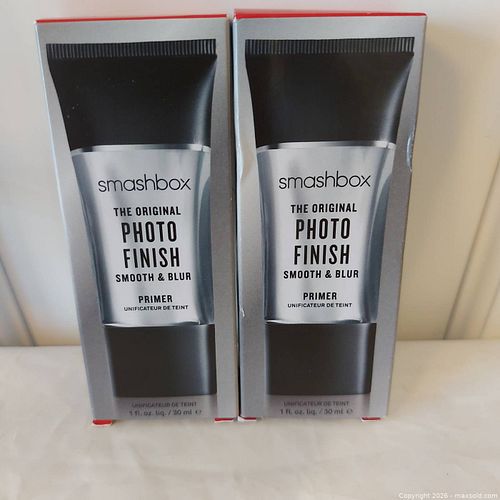 smashbox
THE ORIGINAL
PHOTO
FINISH
SMOOTH & BLUR
PRIMER
UNIFICATEUR DE TEINT
UNIFICATEUR DE TEINT
1 fl. oz. liq. / 30 ml ℮
smashbox
THE ORIGINAL
PHOTO
FINISH
SMOOTH & BLUR
PRIMER
UNIFICATEUR DE TEINT
UNIFICATEUR DE TEINT
1 fl. oz. liq. / 30 ml ℮
Copyright 2026 - maxsold.com